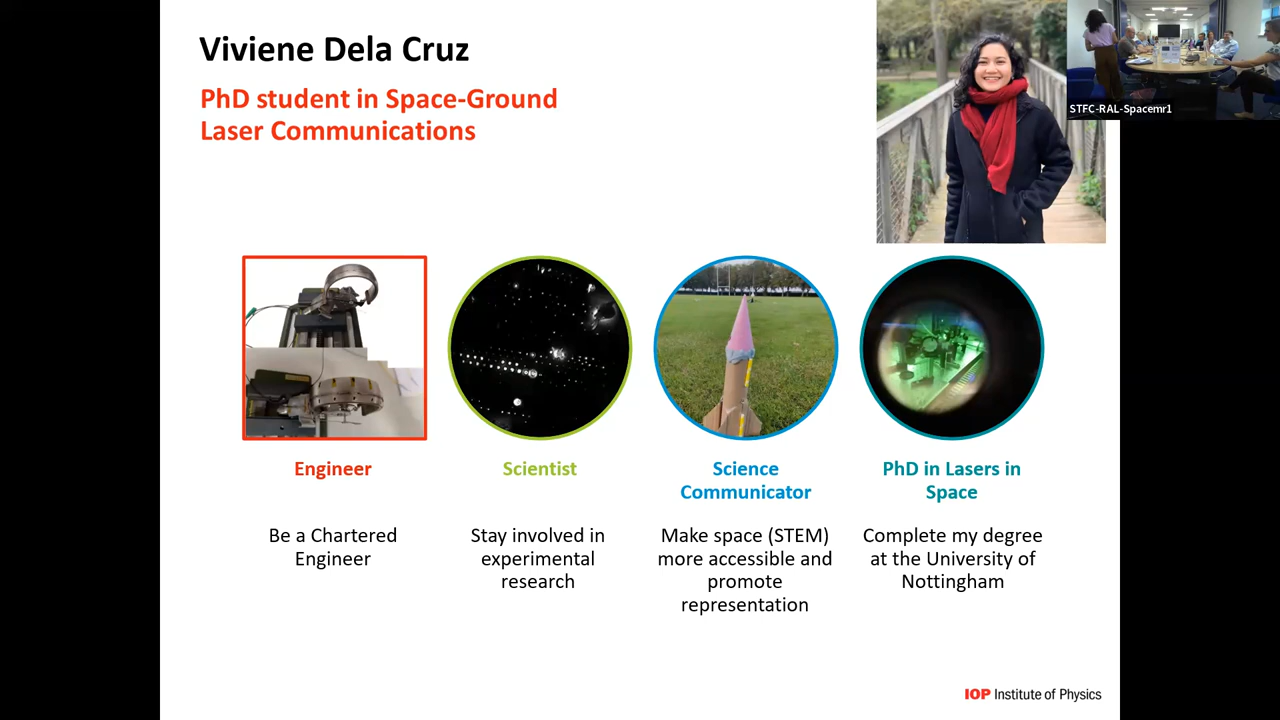 Viviene Dela Cruz
PhD student in Space-Ground
Laser Communications
STFC-RAL-Spacemr1
Engineer
Be a Chartered
Engineer
Scientist
Stay involved in
experimental
research
Science
Communicator
Make space (STEM)
more accessible and
promote
representation
PhD in Lasers in
Space
Complete my degree
at the University of
Nottingham
IOP Institute of Physics